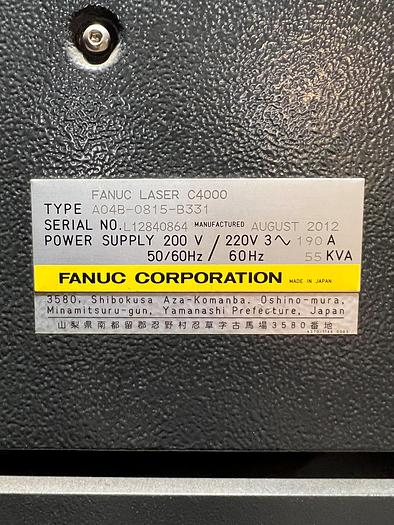 FANUC LASER C4000
TYPE A04B-0815-B331
SERIAL NO. L12840864 MANUFACTURED AUGUST 2012
POWER SUPPLY 200 V / 220V 3∿ 190 A
50/60Hz / 60Hz 55 KVA
FANUC CORPORATION MADE IN JAPAN
3580, Shibokusa Aza-Komanba, Oshino-mura,
Minamitsuru-gun, Yamanashi Prefecture, Japan
山梨県南都留郡忍野村忍草字古馬場3580番地